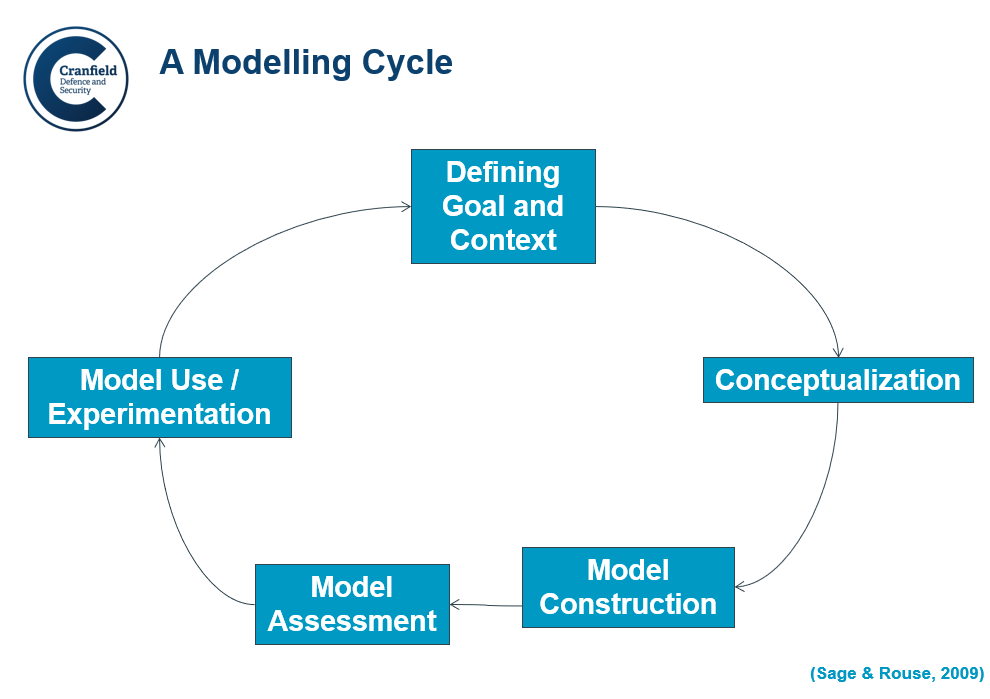 Cranfield
Defence and
Security
A Modelling Cycle
Defining
Goal and
Context
Conceptualization
Model
Construction
Model
Assessment
Model Use /
Experimentation
(Sage & Rouse, 2009)